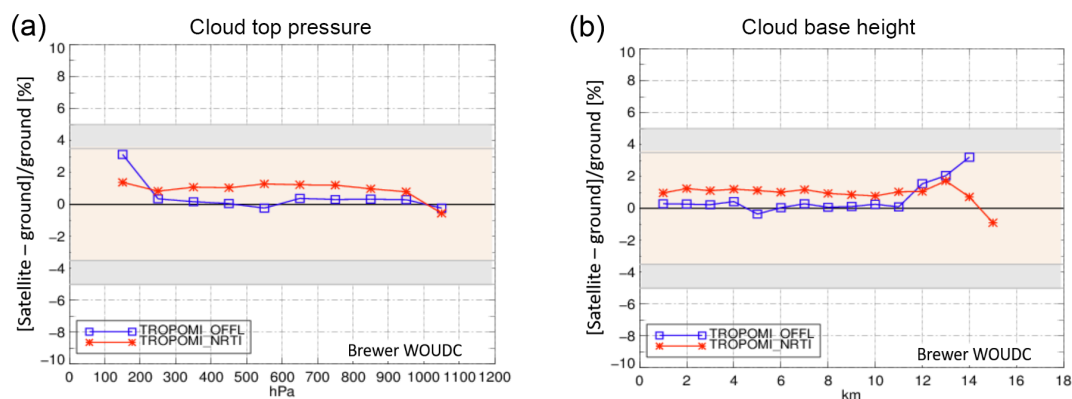 (a)
Cloud top pressure
[Satellite – ground]/ground [%]
10
8
6
4
2
0
-2
-4
-6
-8
-10
TROPOMI_OFFL
TROPOMI_NRTI
Brewer WOUDC
0 100 200 300 400 500 600 700 800 900 1000 1100 1200
hPa
(b)
Cloud base height
[Satellite – ground]/ground [%]
10
8
6
4
2
0
-2
-4
-6
-8
-10
TROPOMI_OFFL
TROPOMI_NRTI
Brewer WOUDC
0 2 4 6 8 10 12 14 16 18
km